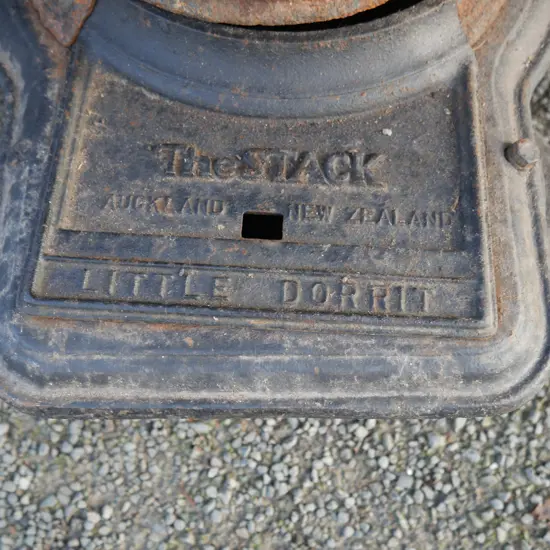 The STACK
AUCKLAND NEW ZEALAND
LITTLE DORRIT